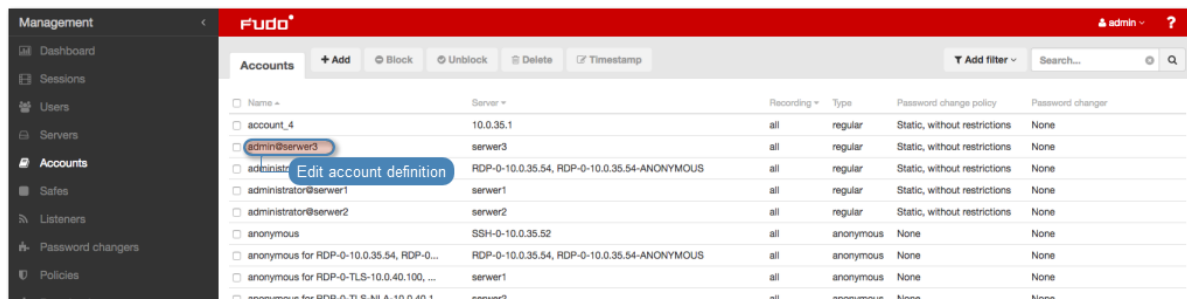 Management
FUDO
admin
?
Dashboard
Sessions
Users
Servers
Accounts
Safes
Listeners
Password changers
Policies
Accounts
+ Add
Block
Unblock
Delete
Timestamp
Add filter
Search...
Name Server Recording Type Password change policy Password changer
account_4 10.0.35.1 all regular Static, without restrictions None
admin@serwer3 serwer3 all regular Static, without restrictions None
RDP-0-10.0.35.54, RDP-0-10.0.35.54-ANONYMOUS all regular Static, without restrictions None
Edit account definition
administrator@serwer1 serwer1 all regular Static, without restrictions None
administrator@serwer2 serwer2 all regular Static, without restrictions None
anonymous SSH-0-10.0.35.52 all anonymous None None
anonymous for RDP-0-10.0.35.54, RDP-0... RDP-0-10.0.35.54, RDP-0-10.0.35.54-ANONYMOUS all anonymous None None
anonymous for RDP-0-TLS-10.0.40.100, ... serwer1 all anonymous None None